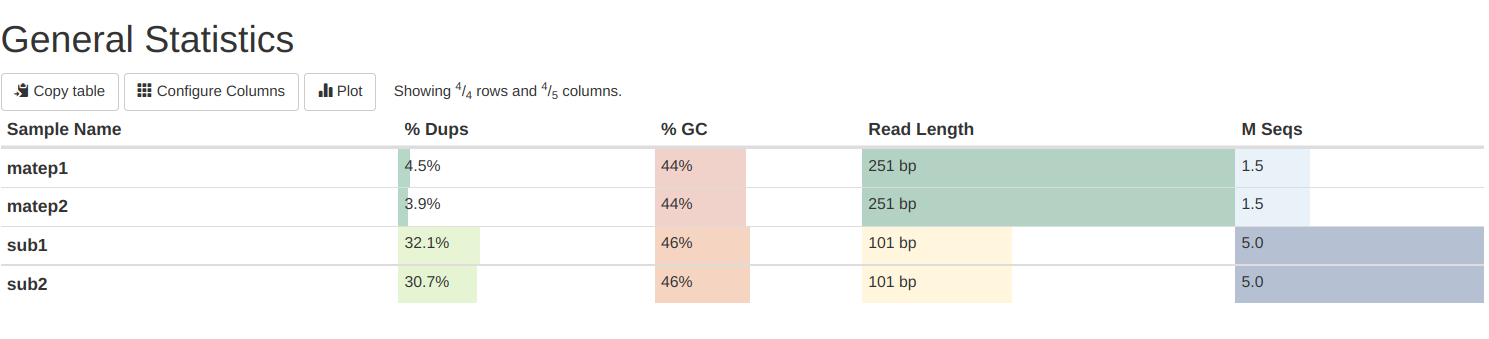 General Statistics
Copy table Configure Columns Plot Showing 4/4 rows and 4/5 columns.
Sample Name % Dups % GC Read Length M Seqs
matep1 4.5% 44% 251 bp 1.5
matep2 3.9% 44% 251 bp 1.5
sub1 32.1% 46% 101 bp 5.0
sub2 30.7% 46% 101 bp 5.0